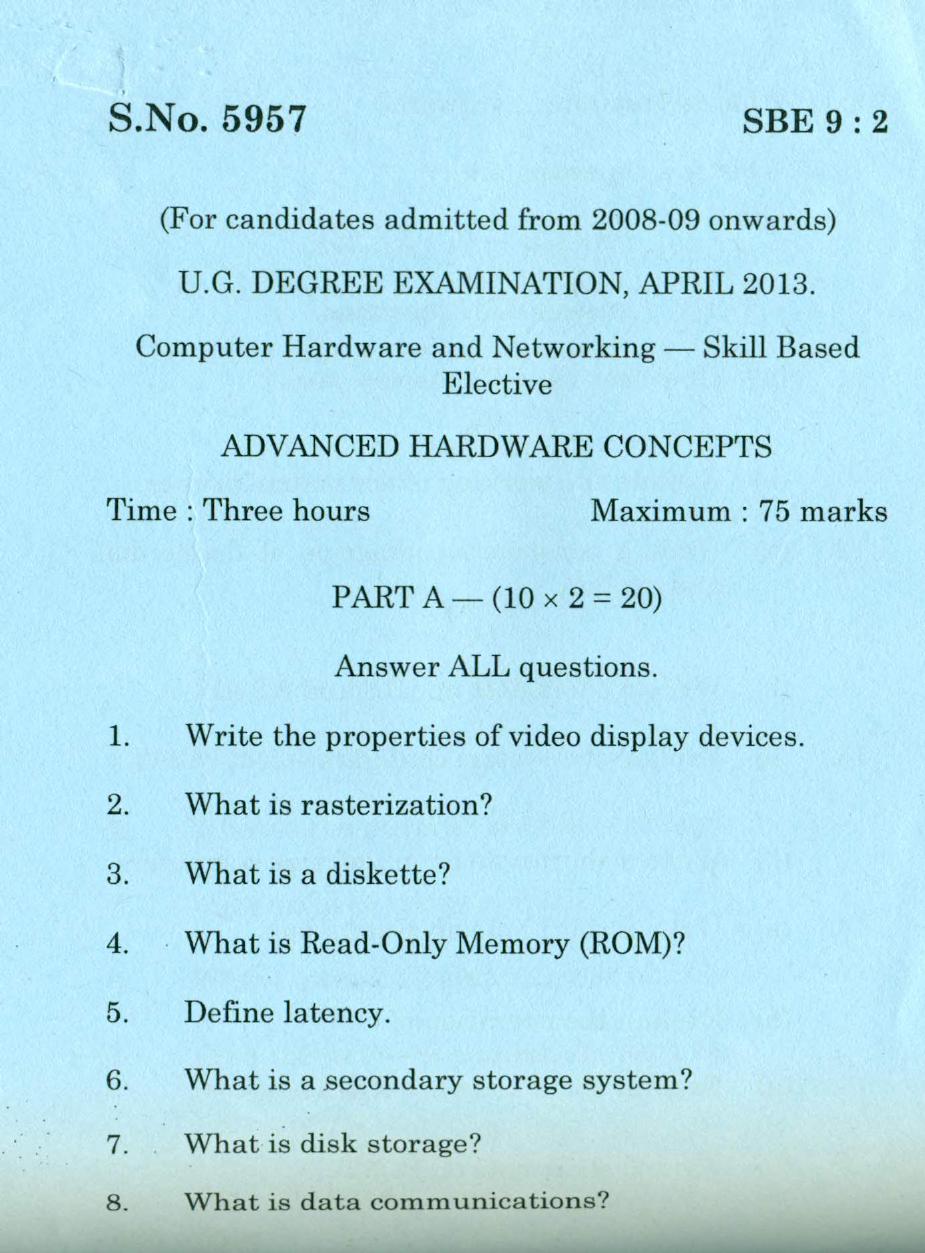 S.No. 5957 SBE 9 : 2
(For candidates admitted from 2008-09 onwards)
U.G. DEGREE EXAMINATION, APRIL 2013.
Computer Hardware and Networking — Skill Based
Elective
ADVANCED HARDWARE CONCEPTS
Time : Three hours Maximum : 75 marks
PART A — (10 × 2 = 20)
Answer ALL questions.
1. Write the properties of video display devices.
2. What is rasterization?
3. What is a diskette?
4. What is Read-Only Memory (ROM)?
5. Define latency.
6. What is a secondary storage system?
7. What is disk storage?
8. What is data communications?